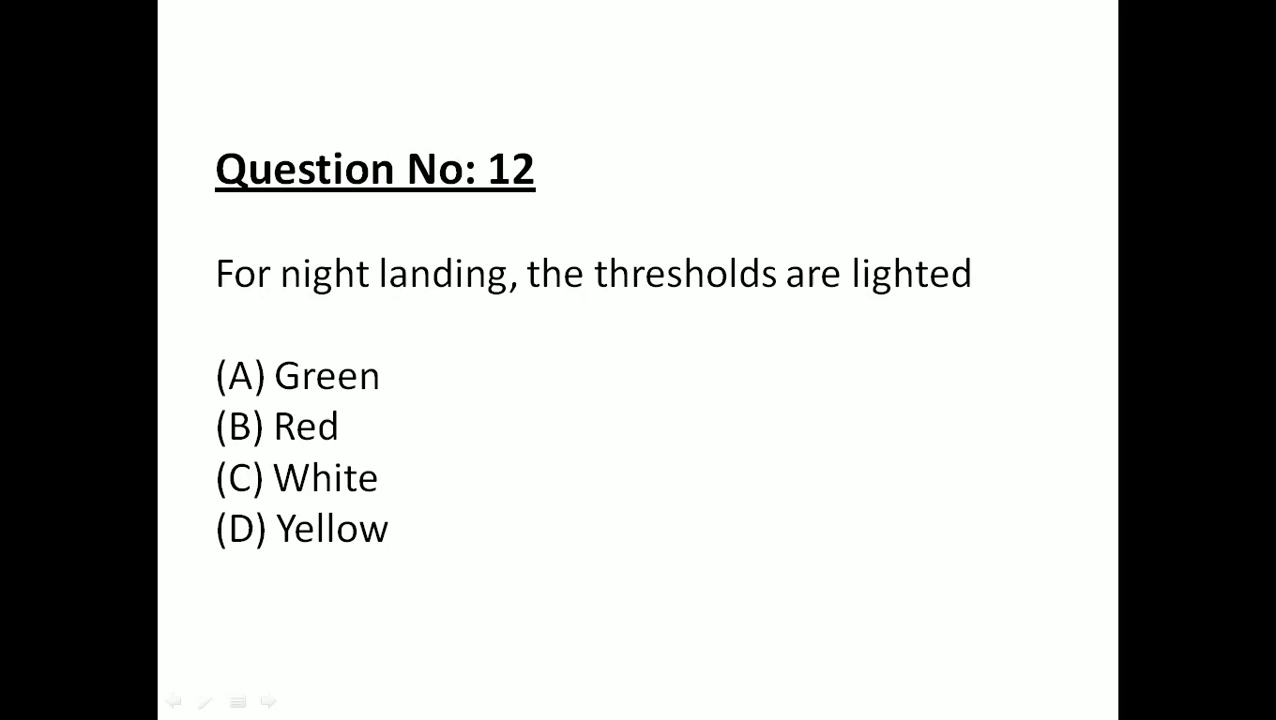 Question No: 12
For night landing, the thresholds are lighted
(A) Green
(B) Red
(C) White
(D) Yellow